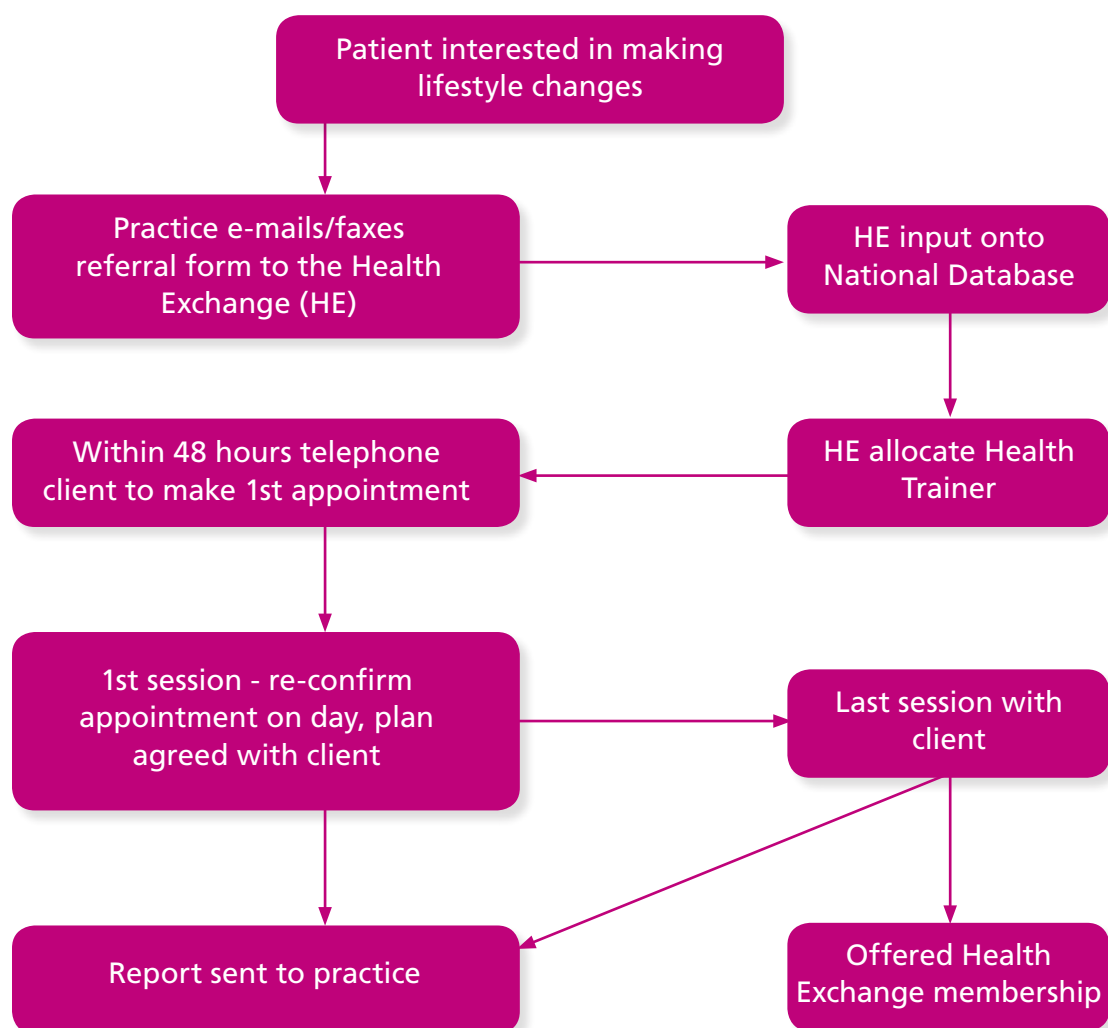 Patient interested in making
lifestyle changes
Practice e-mails/faxes
referral form to the Health
Exchange (HE)
HE input onto
National Database
HE allocate Health
Trainer
Within 48 hours telephone
client to make 1st appointment
1st session - re-confirm
appointment on day, plan
agreed with client
Last session with
client
Report sent to practice
Offered Health
Exchange membership